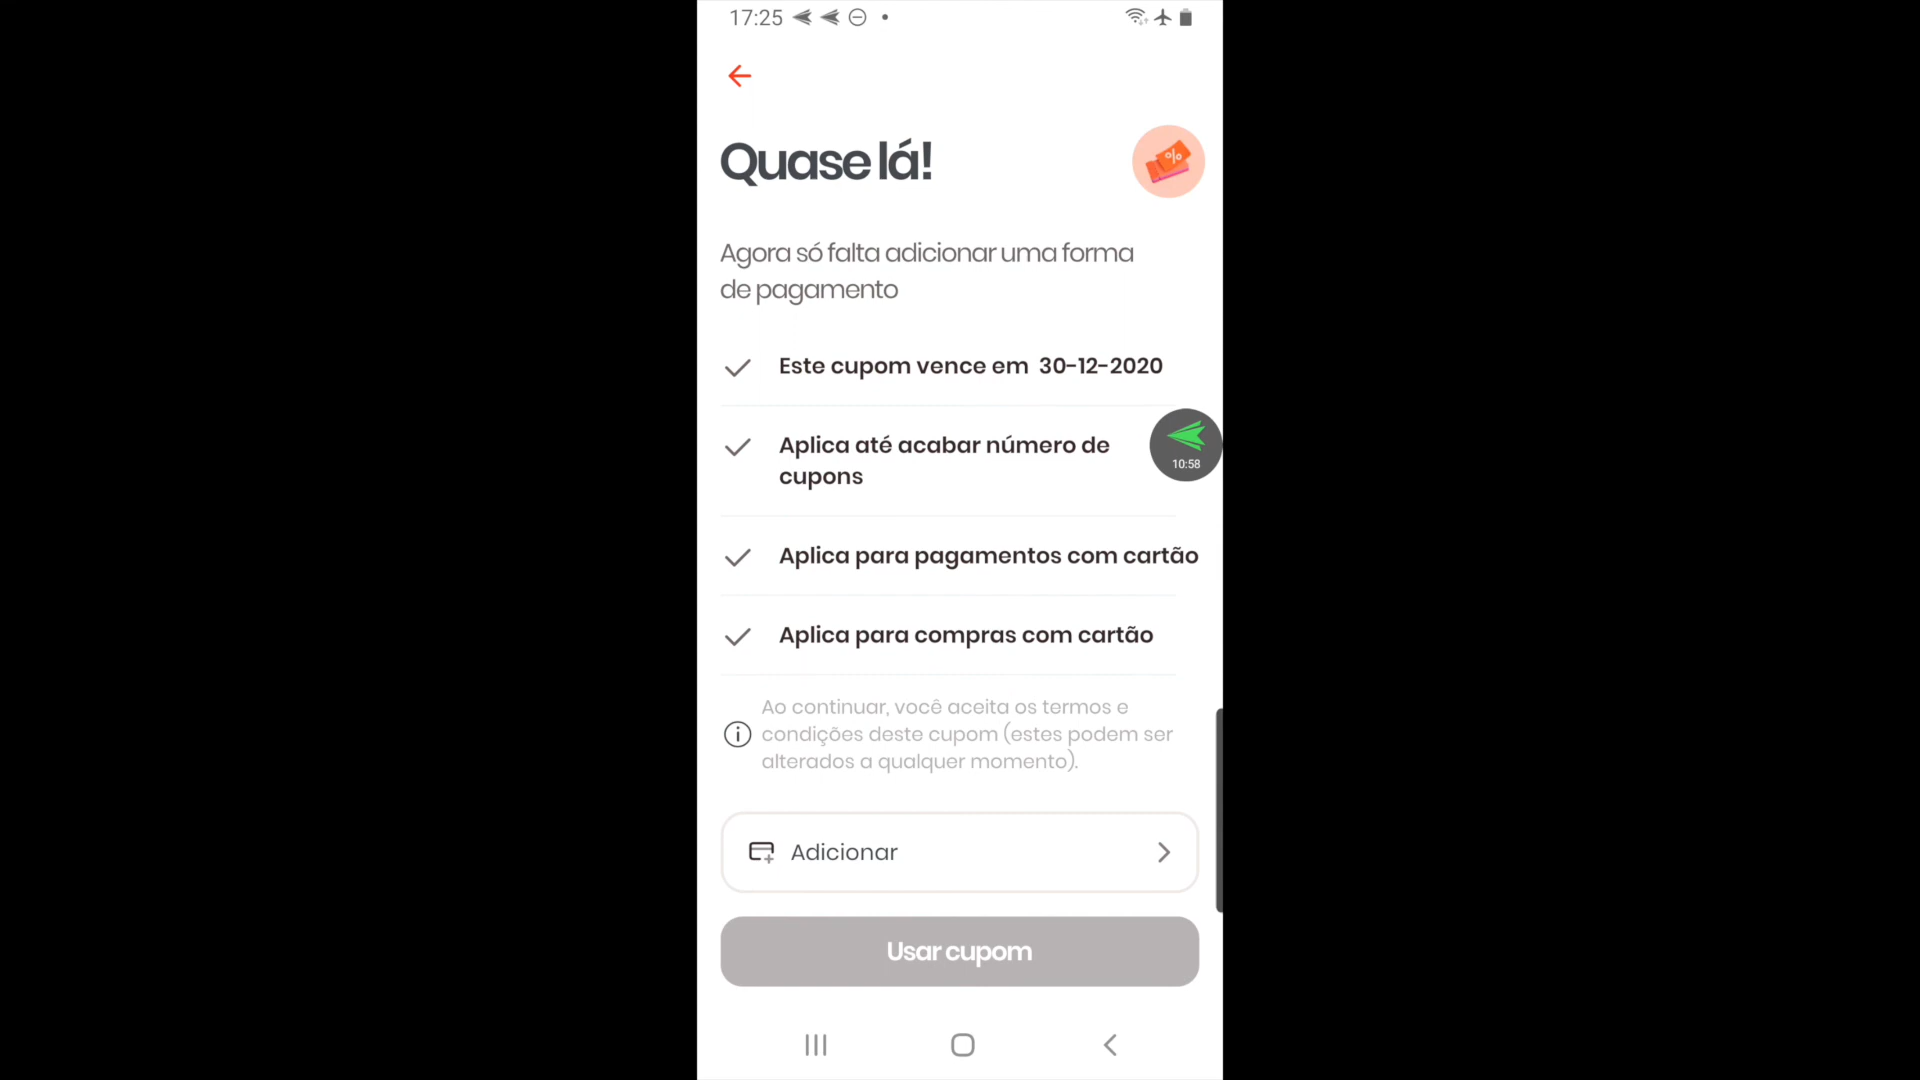 17:25
Quase lá!
%
Agora só falta adicionar uma forma
de pagamento
Este cupom vence em 30-12-2020
Aplica até acabar número de
cupons
10:58
Aplica para pagamentos com cartão
Aplica para compras com cartão
Ao continuar, você aceita os termos e
condições deste cupom (estes podem ser
alterados a qualquer momento).
Adicionar
Usar cupom